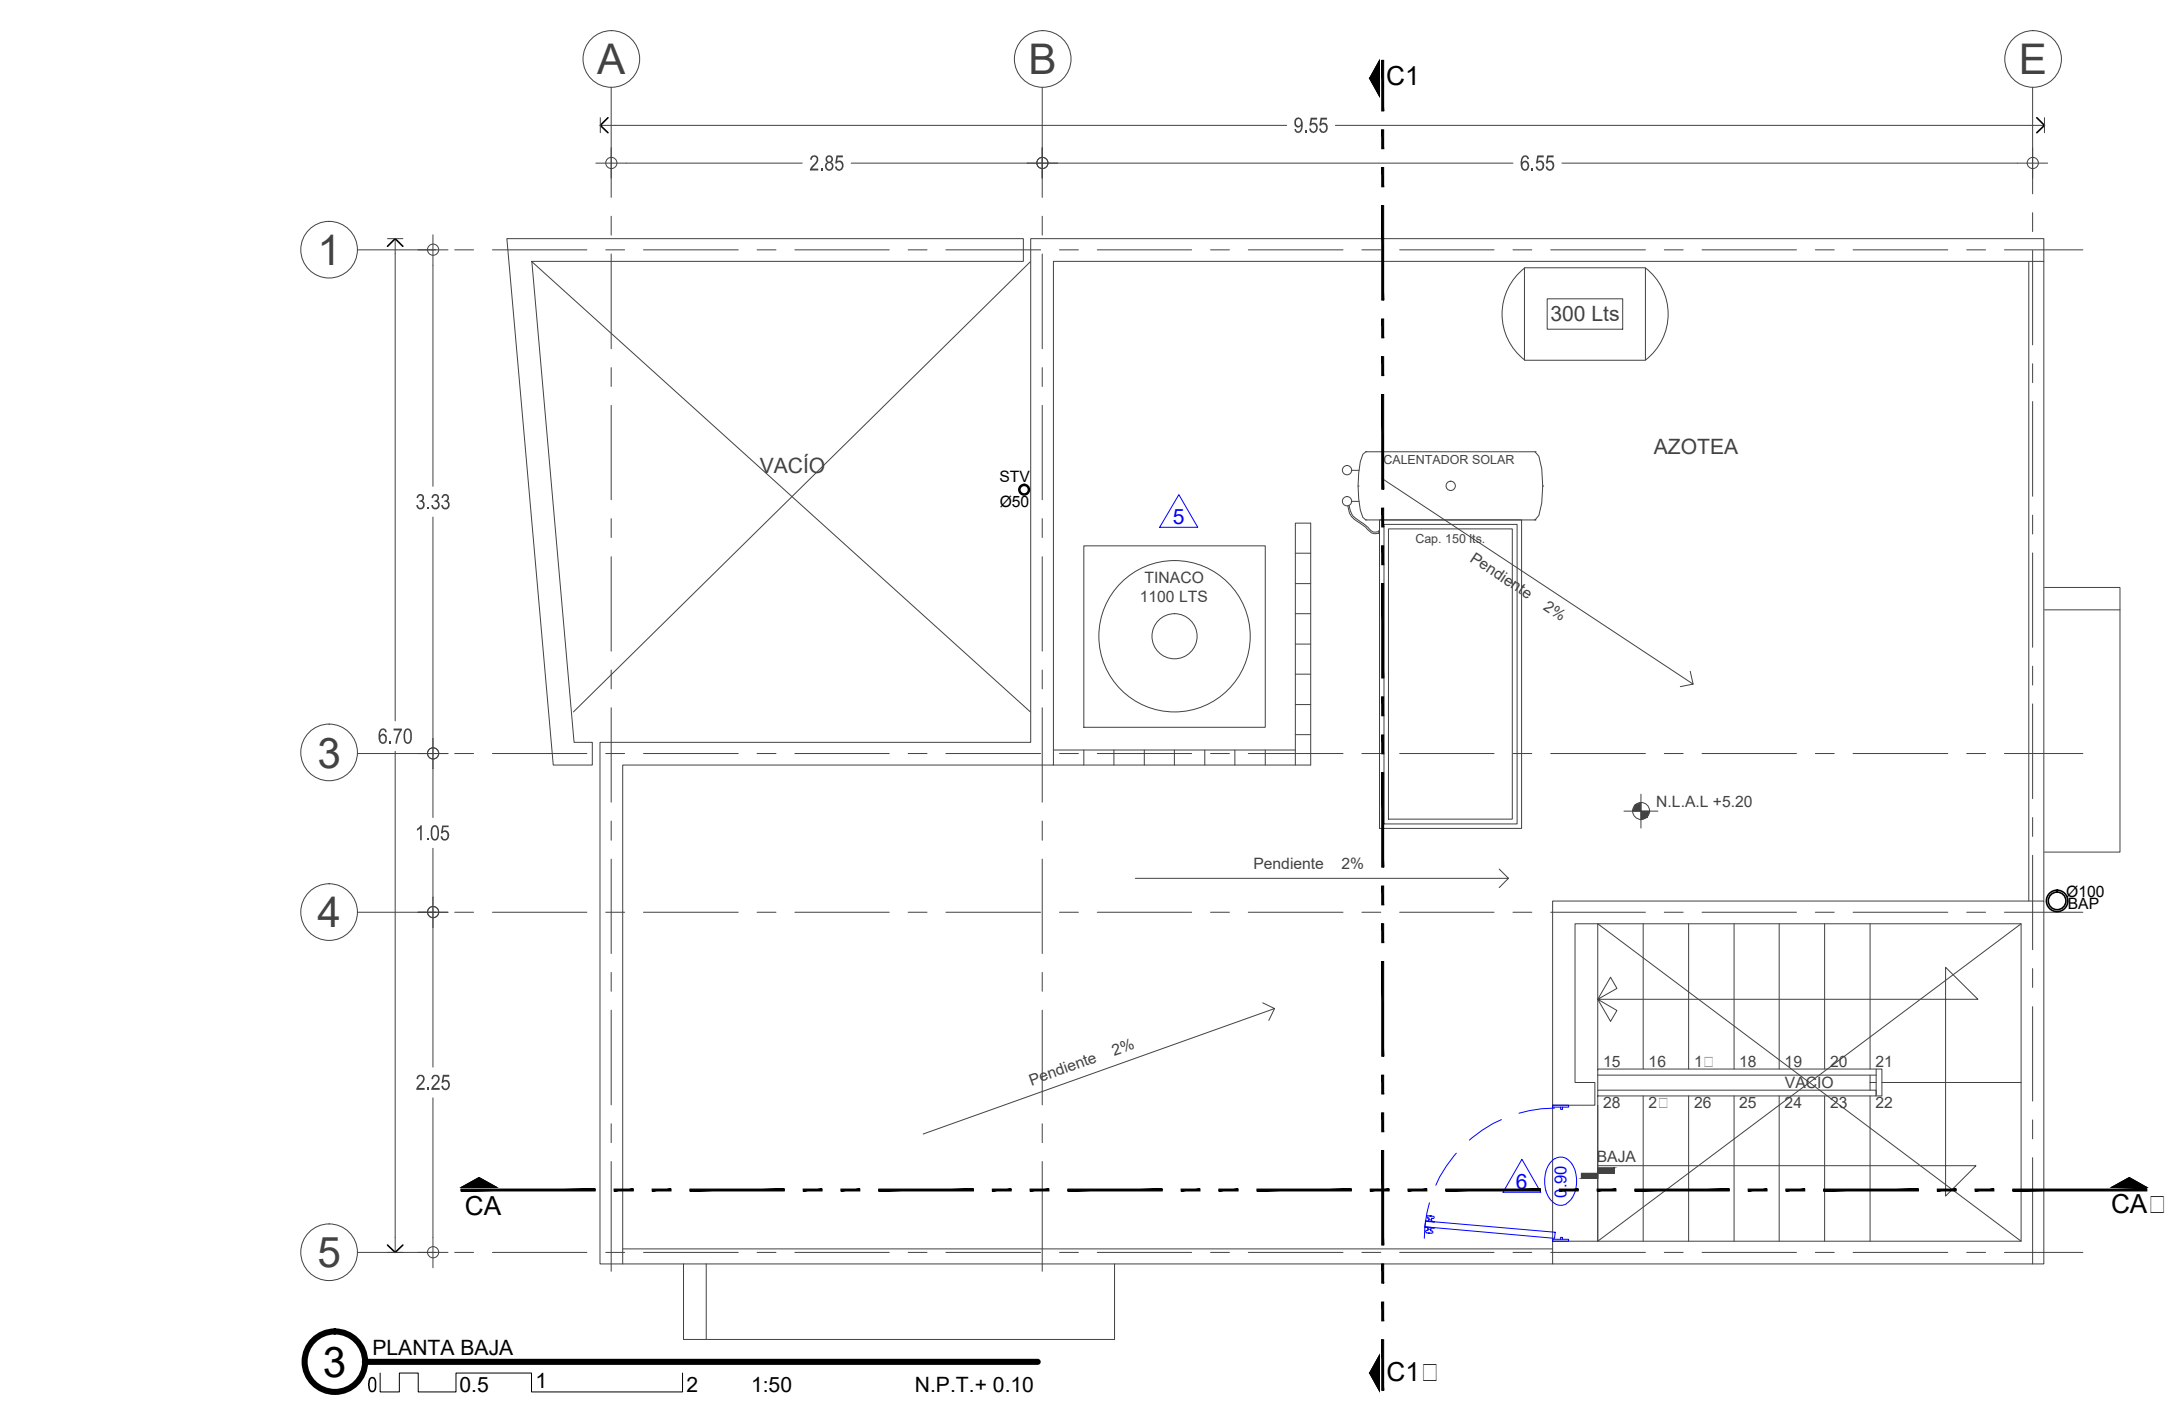 A
B
E
C1
9.55
2.85
6.55
1
300 Lts
AZOTEA
VACÍO
CALENTADOR SOLAR
STV
Ø50
3.33
5
Cap. 150 lts.
Pendiente 2%
TINACO
1100 LTS
3
6.70
N.L.A.L +5.20
1.05
Pendiente 2%
Ø100
BAP
4
Pendiente 2%
2.25
15 16 1□ 18 19 20 21
VACIO
28 2□ 26 25 24 23 22
BAJA
6
0.90
CA
CA□
5
3
PLANTA BAJA
0 0.5 1 2 1:50 N.P.T.+ 0.10
C1□